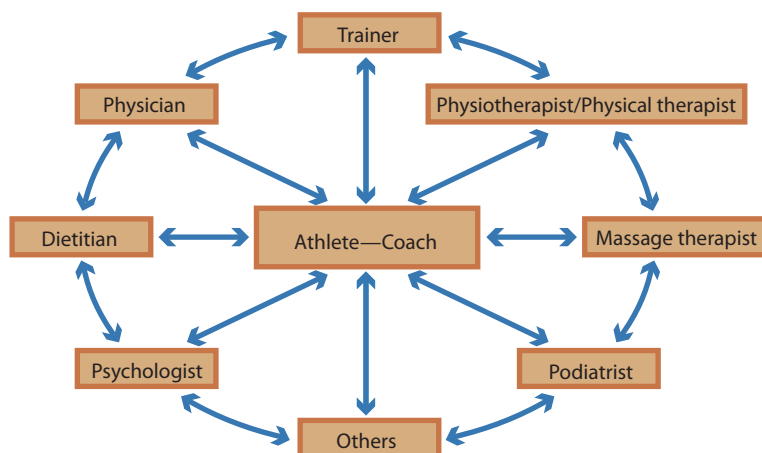 Trainer
Physician
Physiotherapist/Physical therapist
Dietitian
Athlete—Coach
Massage therapist
Psychologist
Podiatrist
Others